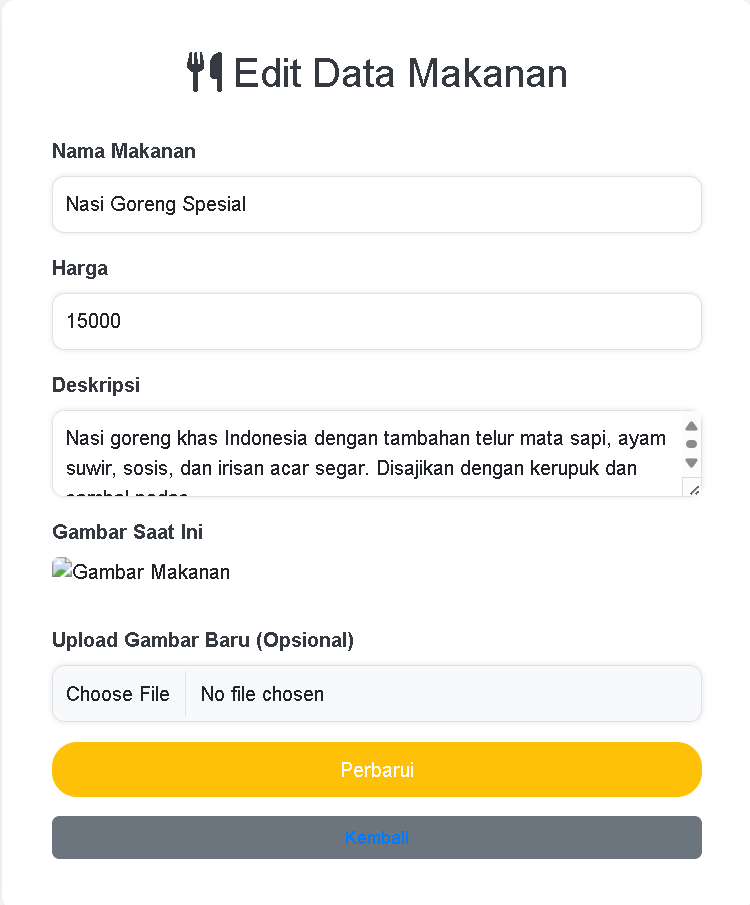 Edit Data Makanan
Nama Makanan
Nasi Goreng Spesial
Harga
15000
Deskripsi
Nasi goreng khas Indonesia dengan tambahan telur mata sapi, ayam
suwir, sosis, dan irisan acar segar. Disajikan dengan kerupuk dan
Gambar Saat Ini
Gambar Makanan
Upload Gambar Baru (Opsional)
Choose File No file chosen
Perbarui
Kembali